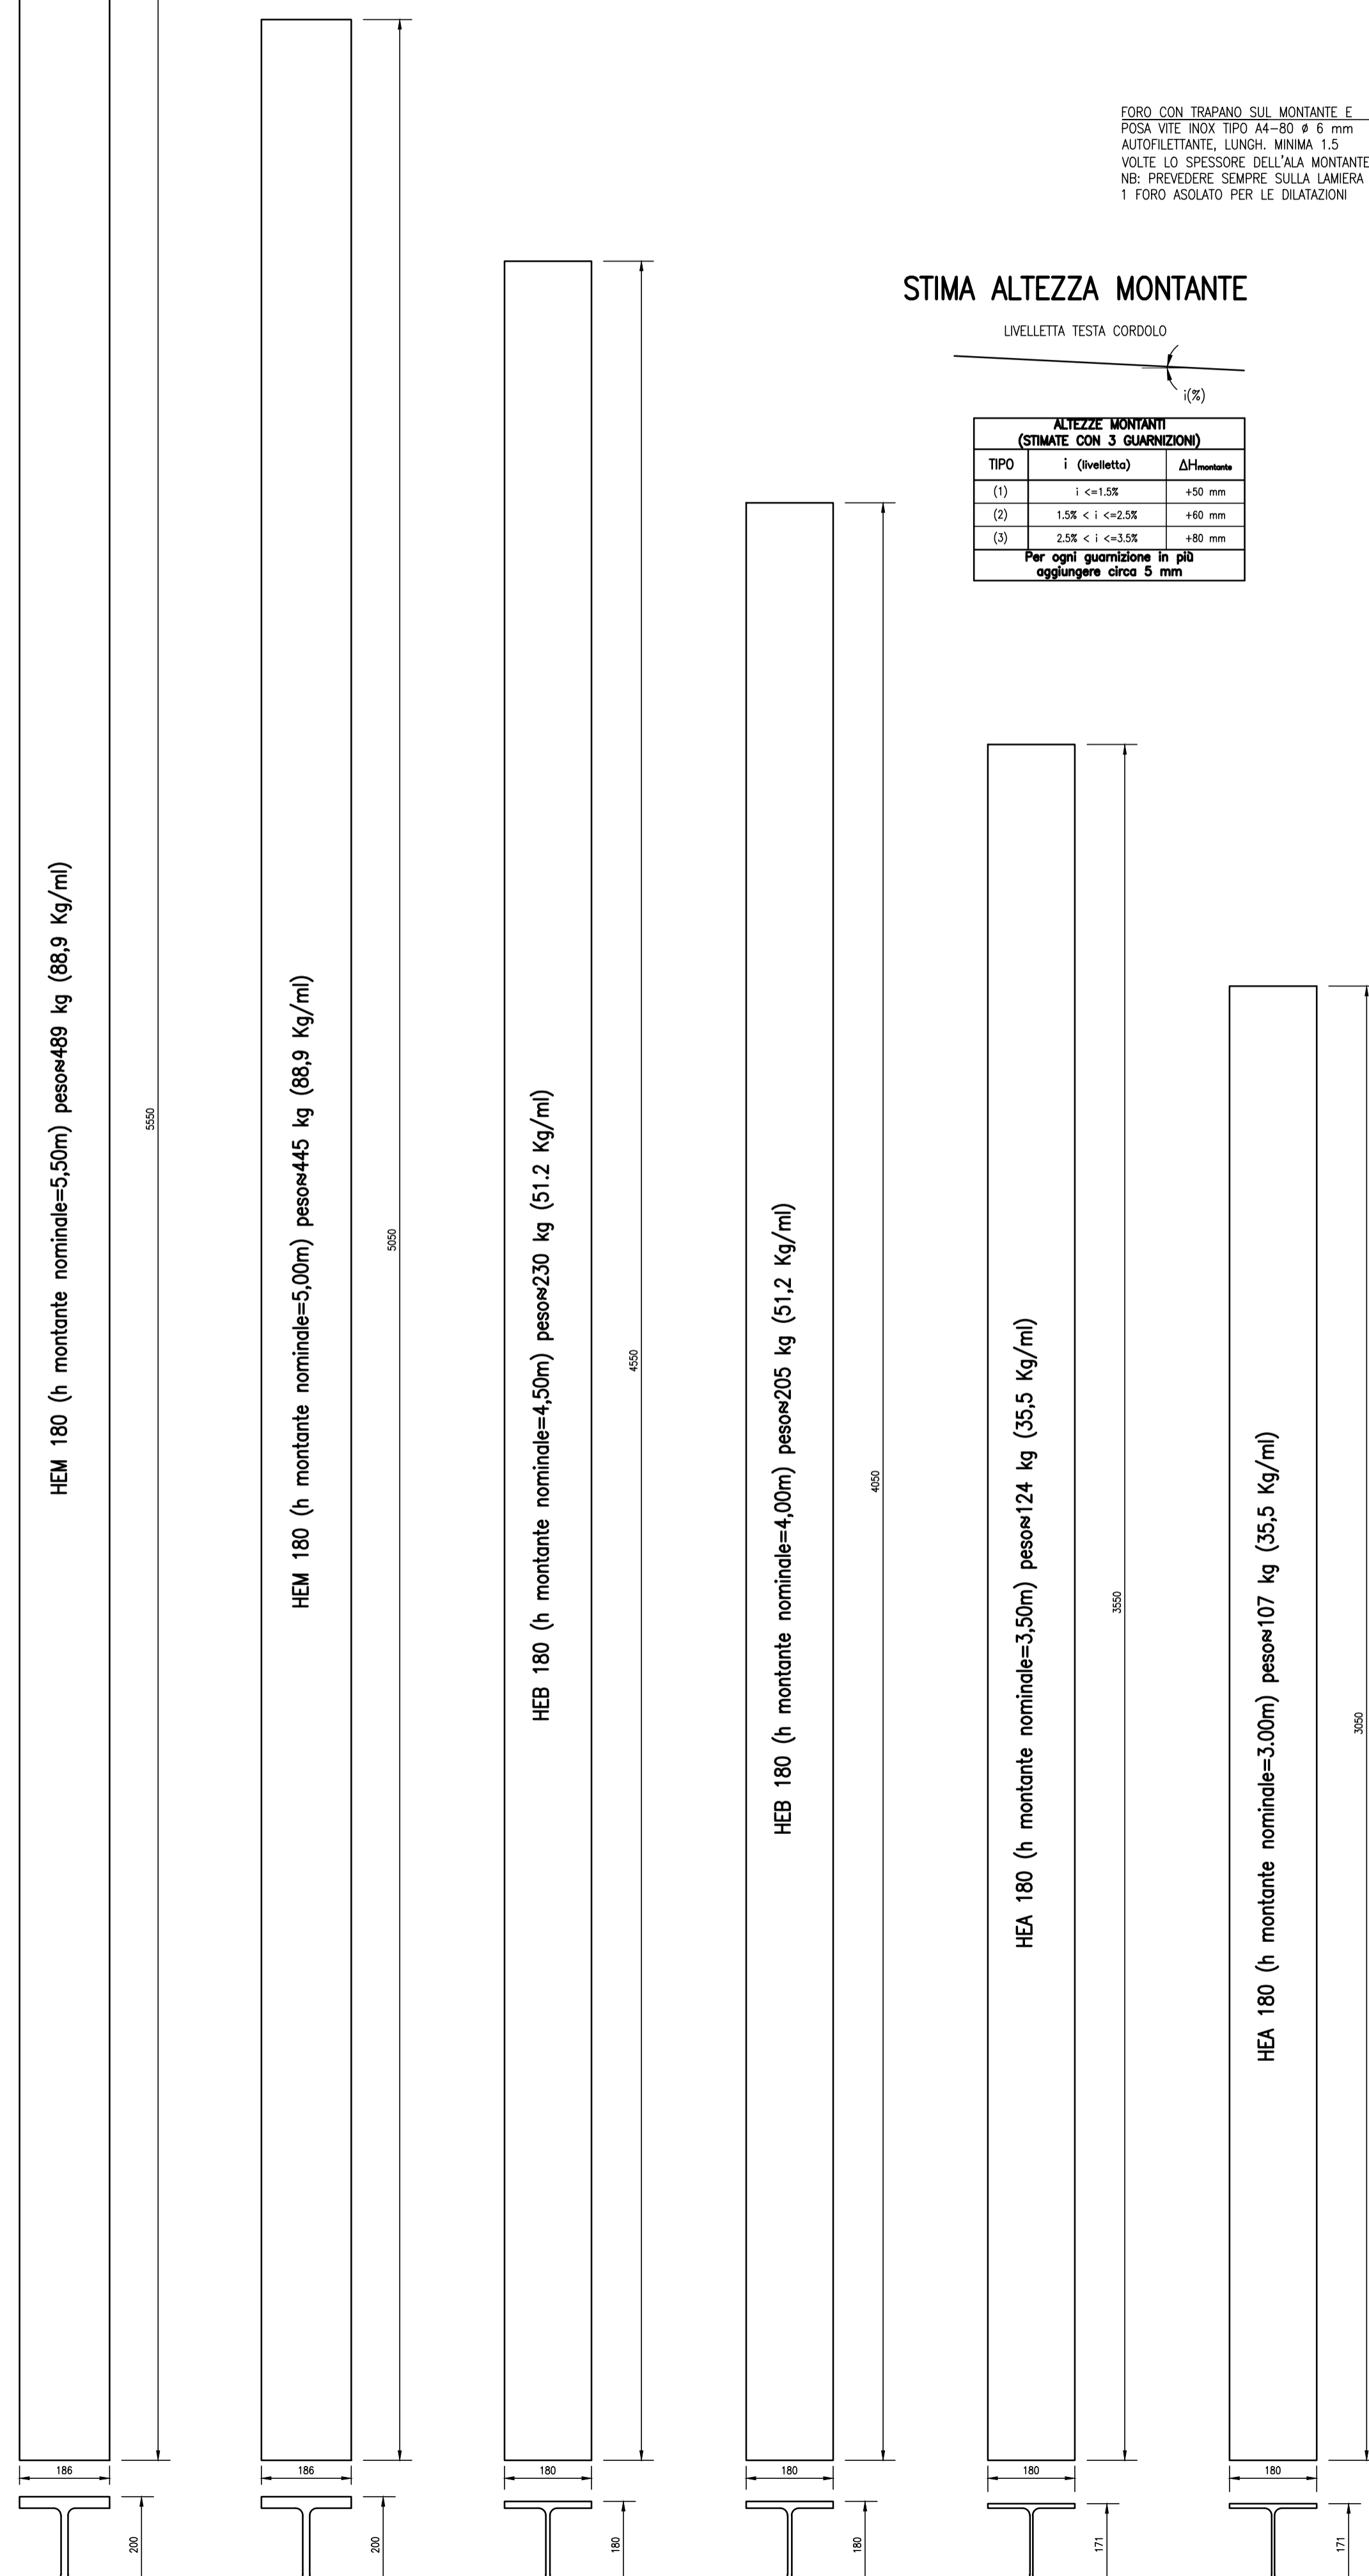 FORO CON TRAPANO SUL MONTANTE E
POSA VITE INOX TIPO A4-80 ø 6 mm
AUTOFILETTANTE, LUNGH. MINIMA 1.5
VOLTE LO SPESSORE DELL'ALA MONTANTE
NB: PREVEDERE SEMPRE SULLA LAMIERA
1 FORO ASOLATO PER LE DILATAZIONI
STIMA ALTEZZA MONTANTE
LIVELLETTA TESTA CORDOLO
i(%)
ALTEZZE MONTANTI
(STIMATE CON 3 GUARNIZIONI)
TIPO i (livelletta) ΔHmontante
(1) i <=1.5% +50 mm
(2) 1.5% < i <=2.5% +60 mm
(3) 2.5% < i <=3.5% +80 mm
Per ogni guarnizione in più
aggiungere circa 5 mm
HEM 180 (h montante nominale=5,50m) peso≈489 kg (88,9 Kg/ml)
5550
HEM 180 (h montante nominale=5,00m) peso≈445 kg (88,9 Kg/ml)
5050
HEB 180 (h montante nominale=4,50m) peso≈230 kg (51.2 Kg/ml)
4550
HEB 180 (h montante nominale=4,00m) peso≈205 kg (51,2 Kg/ml)
4050
HEA 180 (h montante nominale=3,50m) peso≈124 kg (35,5 Kg/ml)
3550
HEA 180 (h montante nominale=3.00m) peso≈107 kg (35,5 Kg/ml)
3050
186
186
180
180
180
180
200
200
180
180
171
171